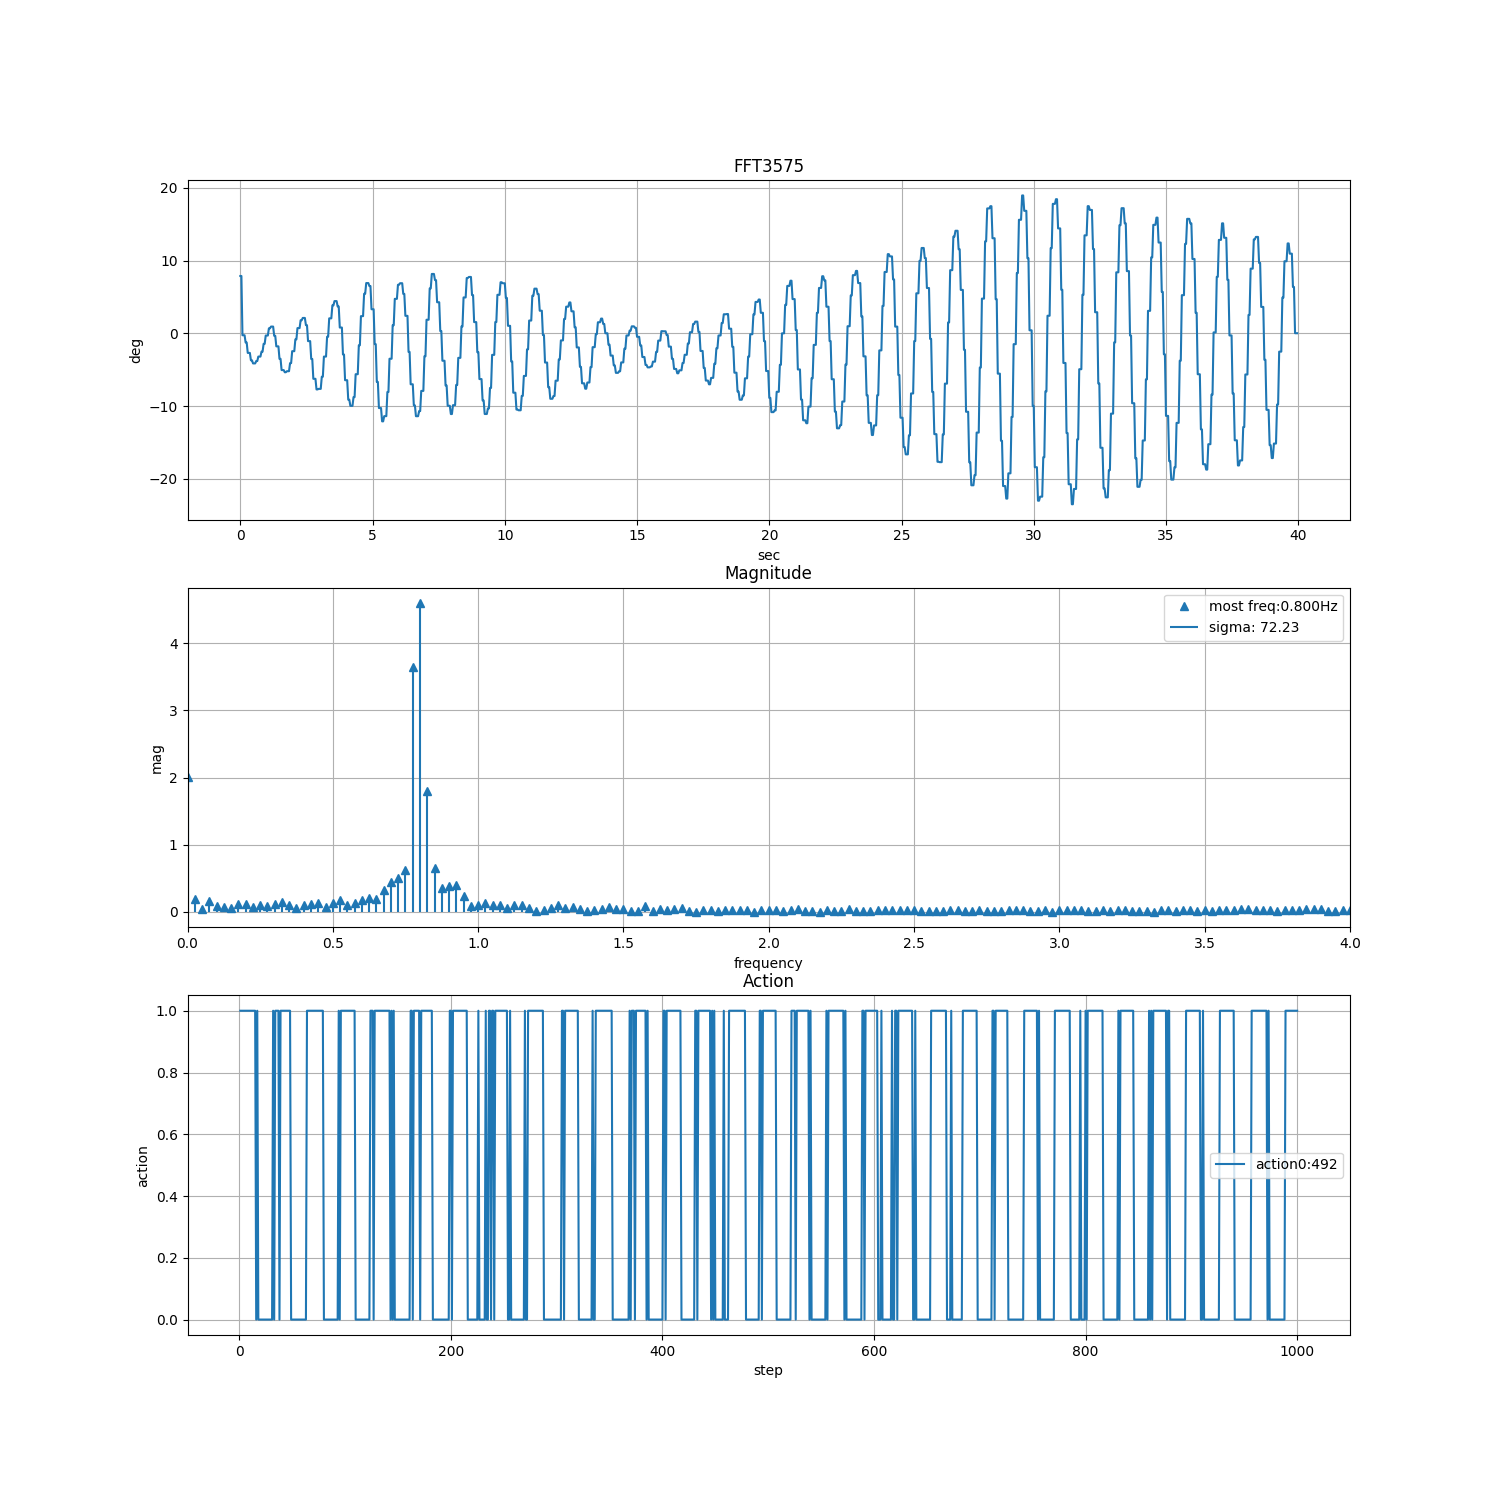 FFT3575
20
10
0
−10
−20
deg
0 5 10 15 20 25 30 35 40
sec
Magnitude
most freq:0.800Hz
sigma: 72.23
4
3
2
1
0
mag
0.0 0.5 1.0 1.5 2.0 2.5 3.0 3.5 4.0
frequency
Action
1.0
0.8
0.6
0.4
0.2
0.0
action
action0:492
0 200 400 600 800 1000
step